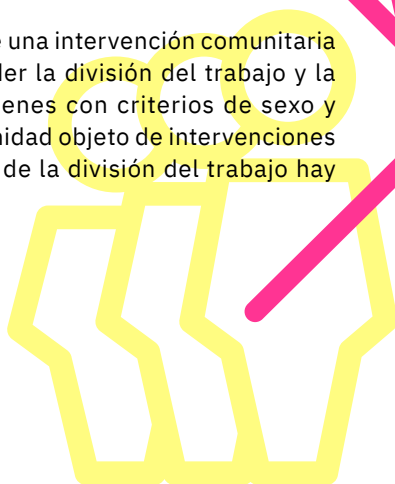 una intervención comunitaria
der la división del trabajo y la
enes con criterios de sexo y
nidad objeto de intervenciones
de la división del trabajo hay